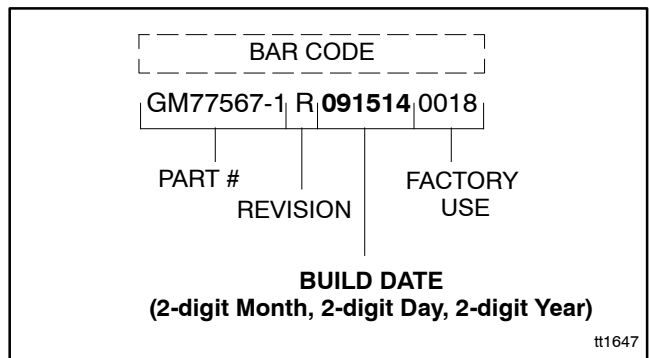 BAR CODE
GM77567-1 R 091514 0018
PART #
REVISION
FACTORY
USE
BUILD DATE
(2-digit Month, 2-digit Day, 2-digit Year)
tt1647